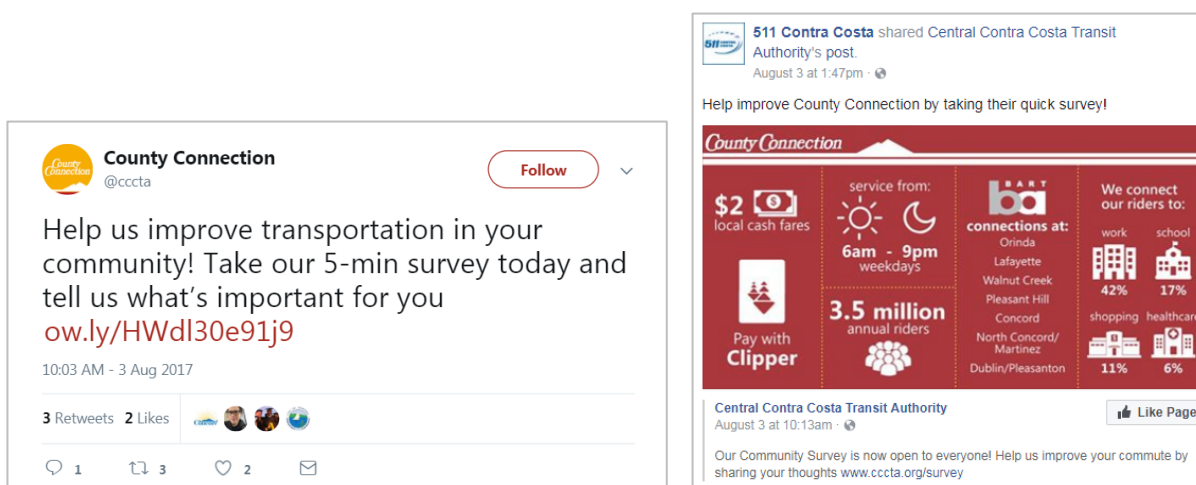 County Connection
@cccta
Follow
Help us improve transportation in your
community! Take our 5-min survey today and
tell us what's important for you
ow.ly/HWdl30e91j9
10:03 AM - 3 Aug 2017
3 Retweets 2 Likes
1 3 2
511 Contra Costa shared Central Contra Costa Transit
Authority's post.
August 3 at 1:47pm ·
Help improve County Connection by taking their quick survey!
County Connection
$2
local cash fares
Pay with
Clipper
service from:
6am - 9pm
weekdays
3.5 million
annual riders
BART
ba
connections at:
Orinda
Lafayette
Walnut Creek
Pleasant Hill
Concord
North Concord/
Martinez
Dublin/Pleasanton
We connect
our riders to:
work school
42% 17%
shopping healthcare
11% 6%
Central Contra Costa Transit Authority
August 3 at 10:13am ·
Like Page
Our Community Survey is now open to everyone! Help us improve your commute by
sharing your thoughts www.cccta.org/survey